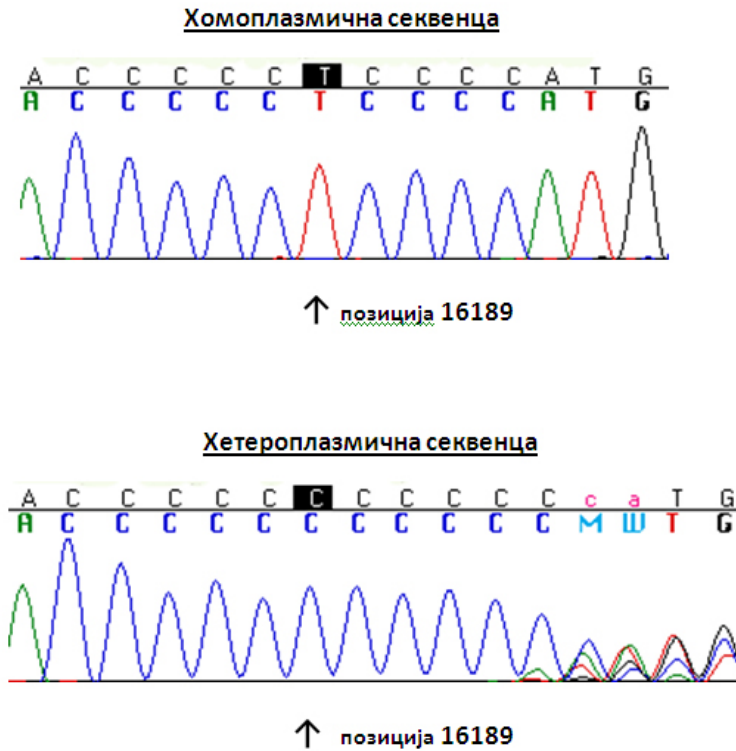 Хомоплазмична секвенца
A C C C C C T C C C C A T G
A C C C C C T C C C C A T G
↑ позиција 16189
Хетероплазмична секвенца
A C C C C C C C C C C C c a T G
A C C C C C C C C C C C M W T G
↑ позиција 16189